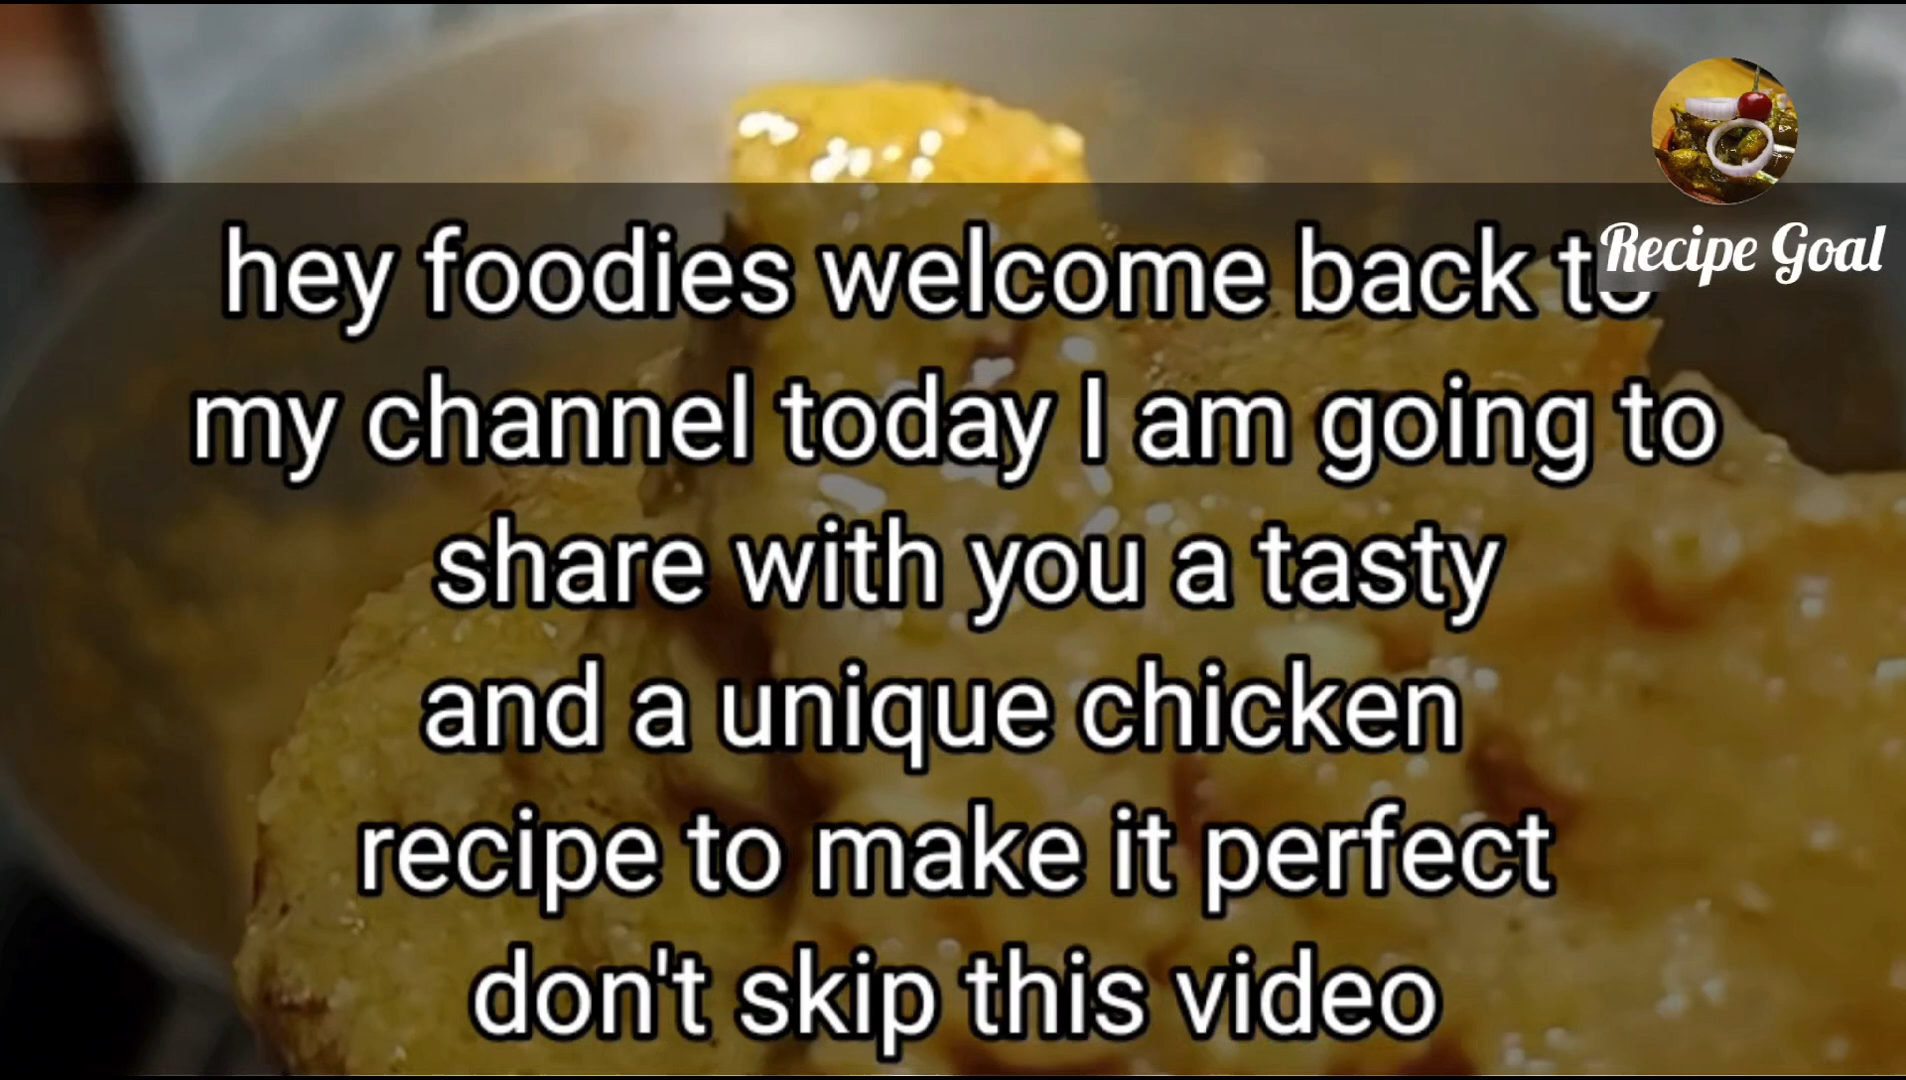 Recipe Goal
hey foodies welcome back to
my channel today I am going to
share with you a tasty
and a unique chicken
recipe to make it perfect
don't skip this video